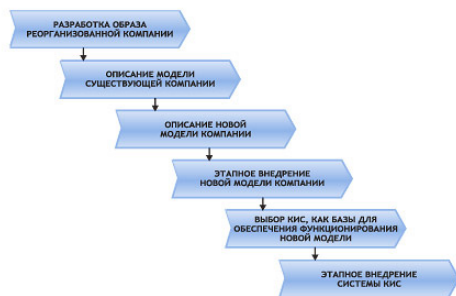 РАЗРАБОТКА ОБРАЗА
РЕОРГАНИЗОВАННОЙ КОМПАНИИ
ОПИСАНИЕ МОДЕЛИ
СУЩЕСТВУЮЩЕЙ КОМПАНИИ
ОПИСАНИЕ НОВОЙ
МОДЕЛИ КОМПАНИИ
ЭТАПНОЕ ВНЕДРЕНИЕ
НОВОЙ МОДЕЛИ КОМПАНИИ
ВЫБОР КИС, КАК БАЗЫ ДЛЯ
ОБЕСПЕЧЕНИЯ ФУНКЦИОНИРОВАНИЯ
НОВОЙ МОДЕЛИ
ЭТАПНОЕ ВНЕДРЕНИЕ
СИСТЕМЫ КИС